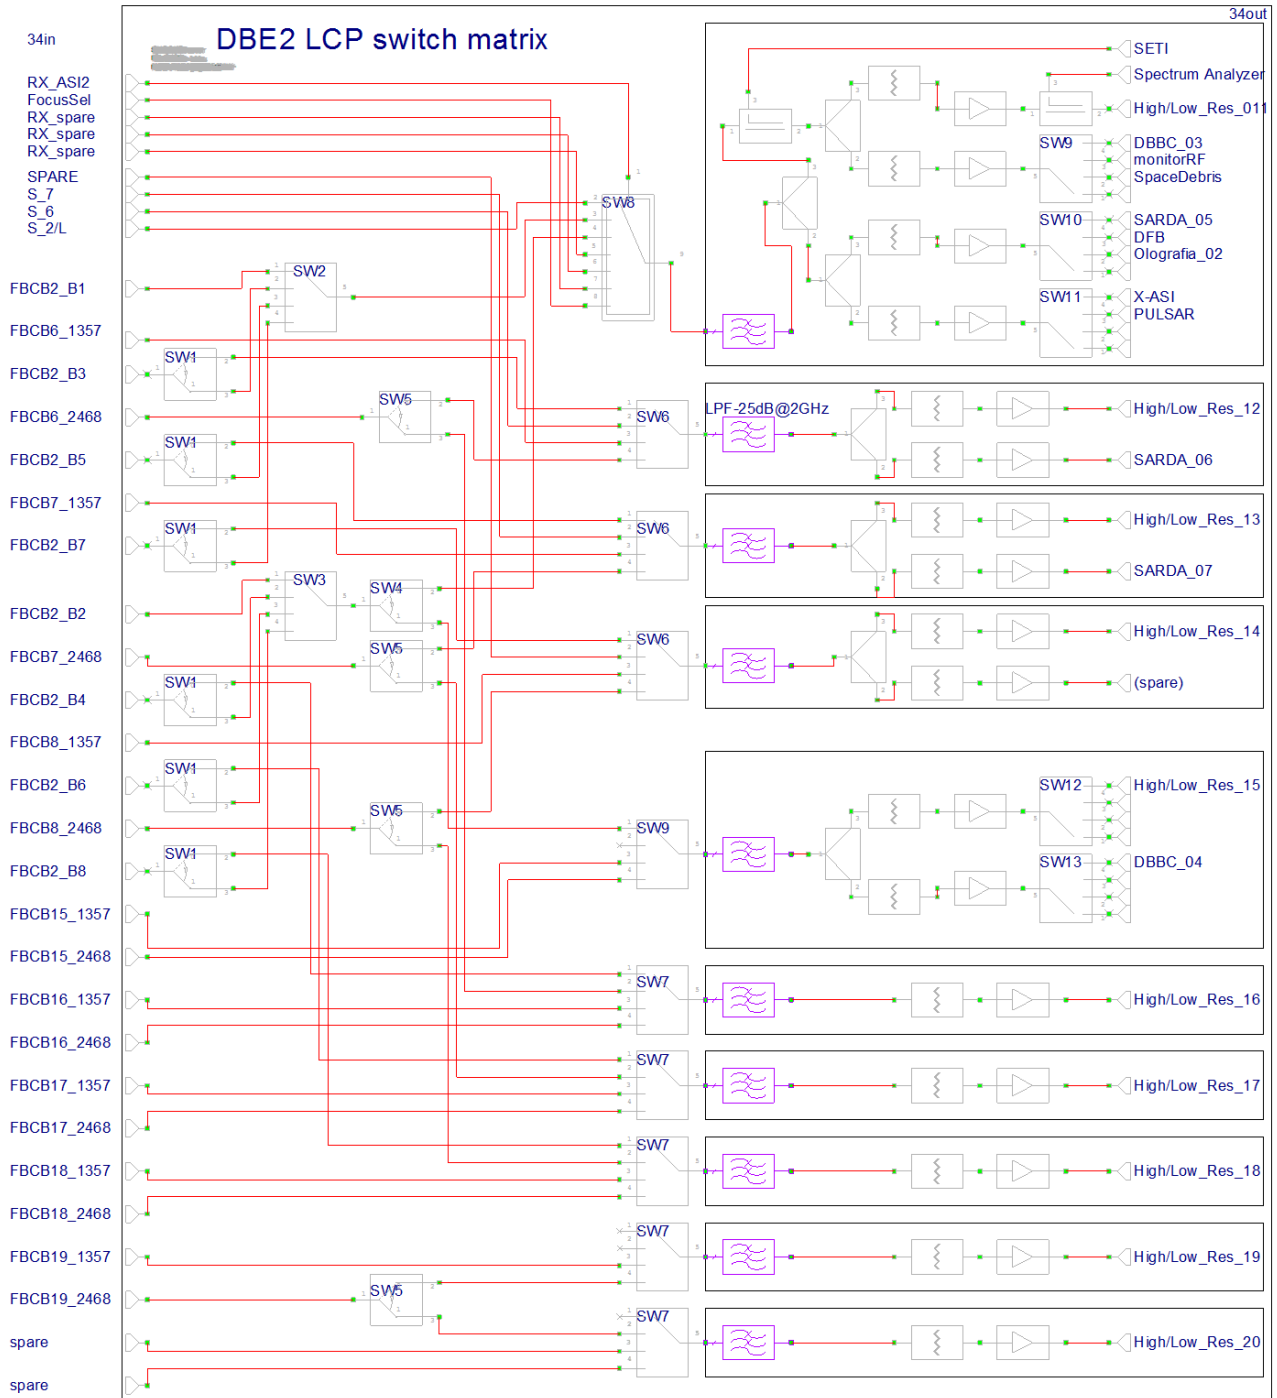 34out
34in
DBE2 LCP switch matrix
RX_ASI2
FocusSel
RX_spare
RX_spare
RX_spare
SPARE
S_7
S_6
S_2/L
FBCB2_B1
FBCB6_1357
FBCB2_B3
FBCB6_2468
FBCB2_B5
FBCB7_1357
FBCB2_B7
FBCB2_B2
FBCB7_2468
FBCB2_B4
FBCB8_1357
FBCB2_B6
FBCB8_2468
FBCB2_B8
FBCB15_1357
FBCB15_2468
FBCB16_1357
FBCB16_2468
FBCB17_1357
FBCB17_2468
FBCB18_1357
FBCB18_2468
FBCB19_1357
FBCB19_2468
spare
spare
SW2
SW1
SW1
SW1
SW3
SW1
SW1
SW1
SW5
SW4
SW5
SW5
SW5
SW8
SW6
SW6
SW6
SW9
SW7
SW7
SW7
SW7
SW7
LPF-25dB@2GHz
SW9
SW10
SW11
SW12
SW13
SETI
Spectrum Analyzer
High/Low_Res_011
DBBC_03
monitorRF
SpaceDebris
SARDA_05
DFB
Olografia_02
X-ASI
PULSAR
High/Low_Res_12
SARDA_06
High/Low_Res_13
SARDA_07
High/Low_Res_14
(spare)
High/Low_Res_15
DBBC_04
High/Low_Res_16
High/Low_Res_17
High/Low_Res_18
High/Low_Res_19
High/Low_Res_20